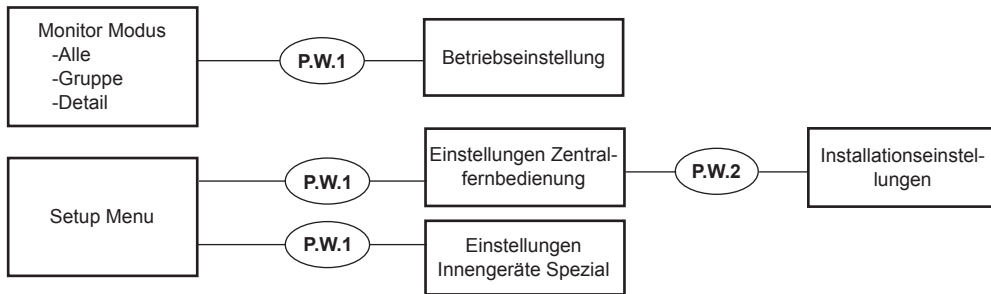 Monitor Modus
-Alle
-Gruppe
-Detail
P.W.1
Betriebseinstellung
Setup Menu
P.W.1
Einstellungen Zentral-
fernbedienung
P.W.2
Installationseinstel-
lungen
P.W.1
Einstellungen
Innengeräte Spezial